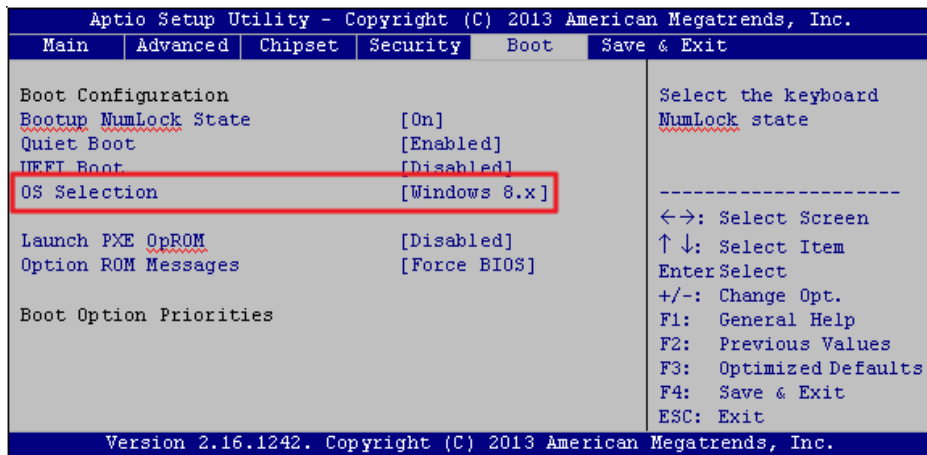 Aptio Setup Utility - Copyright (C) 2013 American Megatrends, Inc.
Main Advanced Chipset Security Boot Save & Exit
Boot Configuration
Bootup NumLock State [On]
Quiet Boot [Enabled]
UEFI Boot [Disabled]
OS Selection [Windows 8.x]
Launch PXE OpROM [Disabled]
Option ROM Messages [Force BIOS]
Boot Option Priorities
Select the keyboard
NumLock state
--------------------
←→: Select Screen
↑ ↓: Select Item
EnterSelect
+/-: Change Opt.
F1: General Help
F2: Previous Values
F3: Optimized Defaults
F4: Save & Exit
ESC: Exit
Version 2.16.1242. Copyright (C) 2013 American Megatrends, Inc.